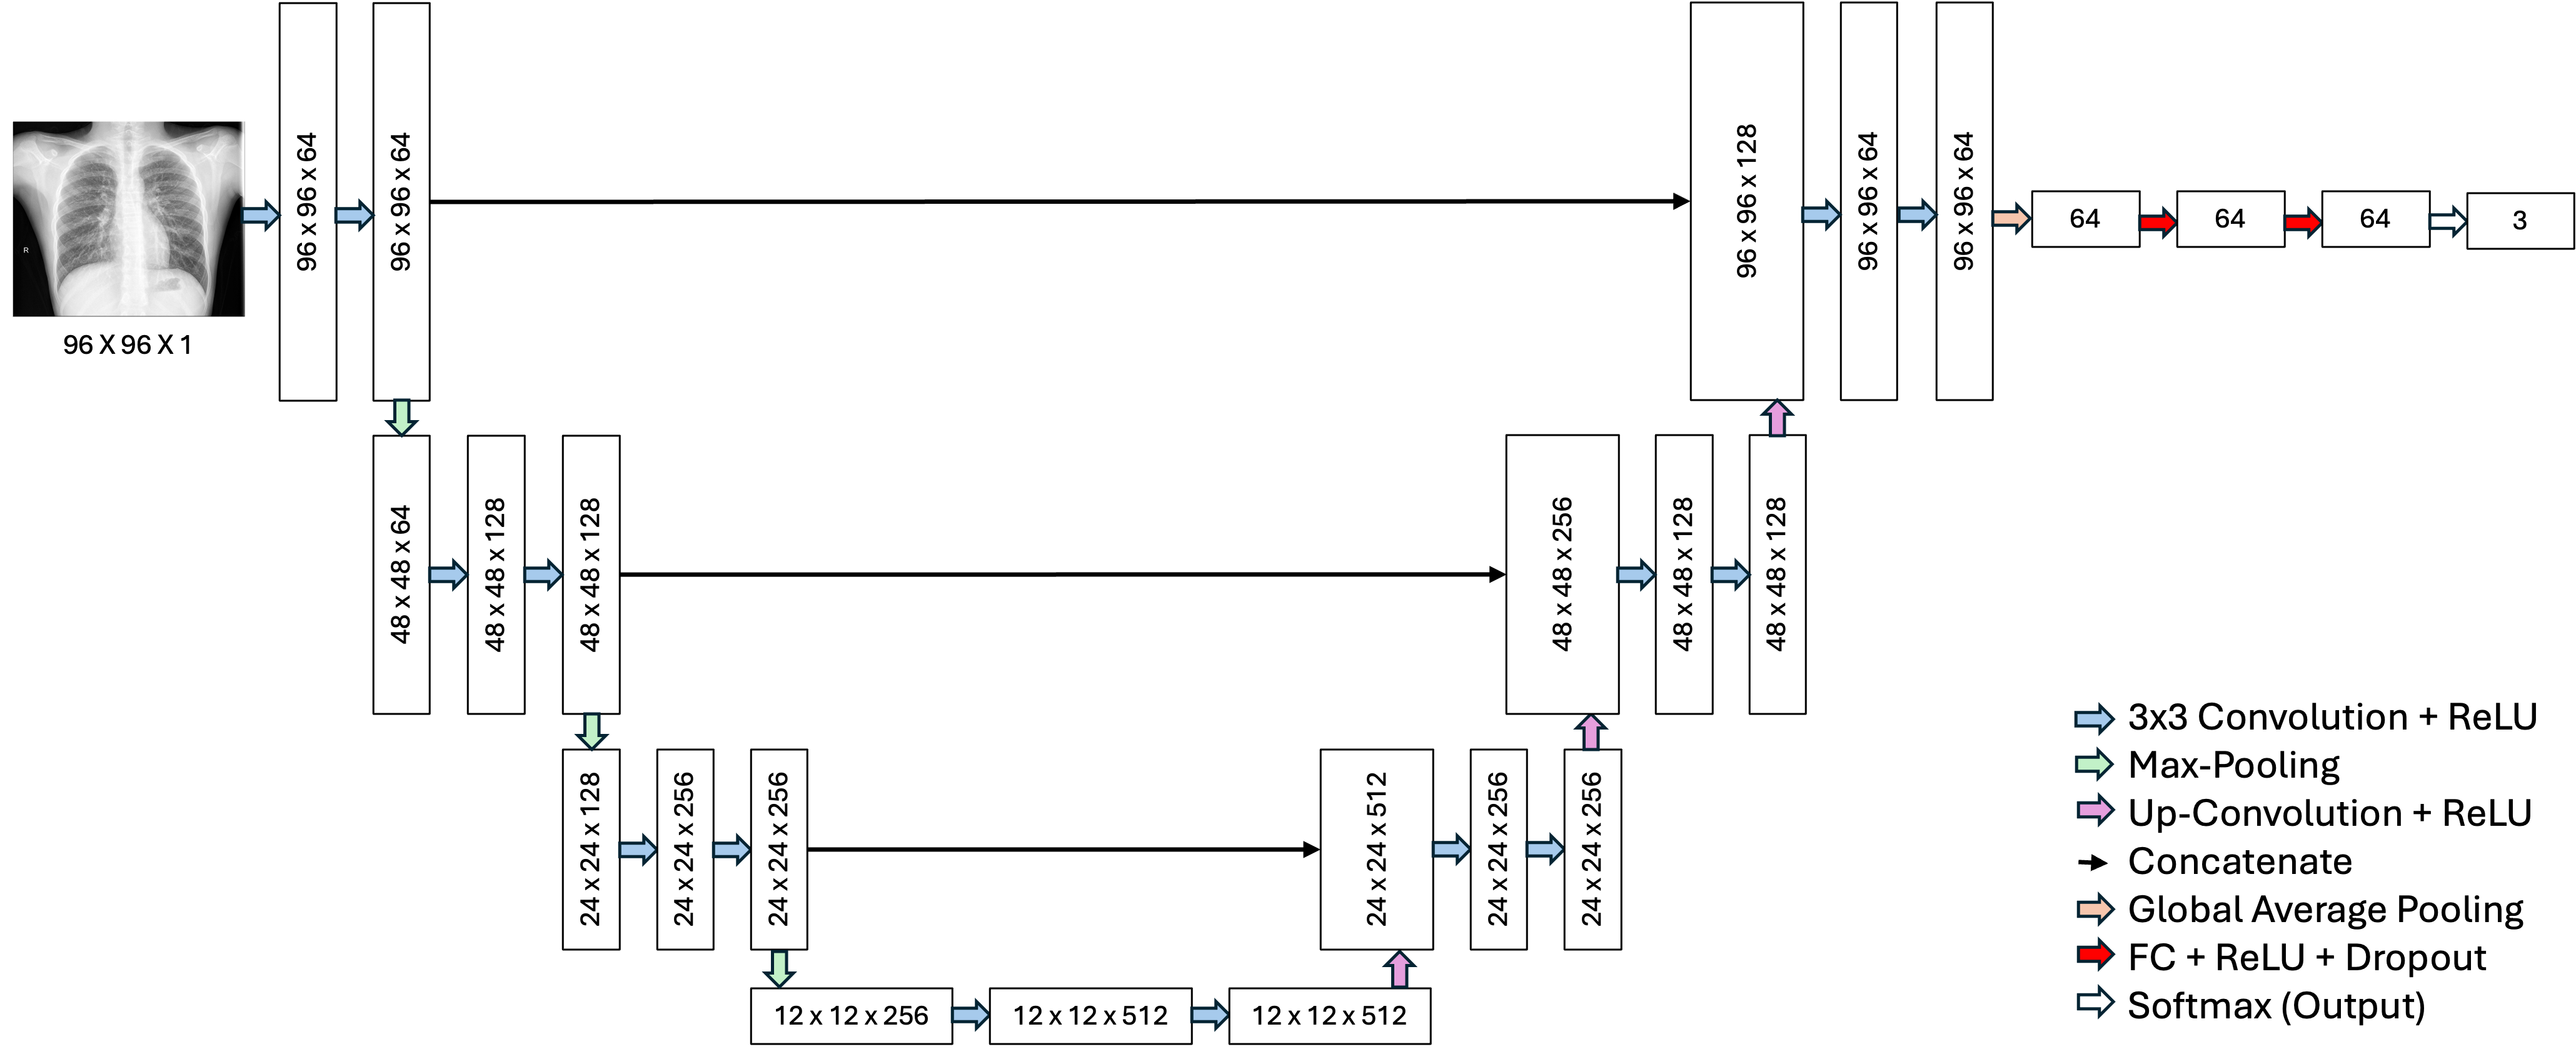 96 x 96 x 64
96 x 96 x 64
96 x 96 x 128
96 x 96 x 64
96 x 96 x 64
64
64
64
3
R
96 X 96 X 1
48 x 48 x 64
48 x 48 x 128
48 x 48 x 128
48 x 48 x 256
48 x 48 x 128
48 x 48 x 128
24 x 24 x 128
24 x 24 x 256
24 x 24 x 256
24 x 24 x 512
24 x 24 x 256
24 x 24 x 256
12 x 12 x 256
12 x 12 x 512
12 x 12 x 512
3x3 Convolution + ReLU
Max-Pooling
Up-Convolution + ReLU
Concatenate
Global Average Pooling
FC + ReLU + Dropout
Softmax (Output)